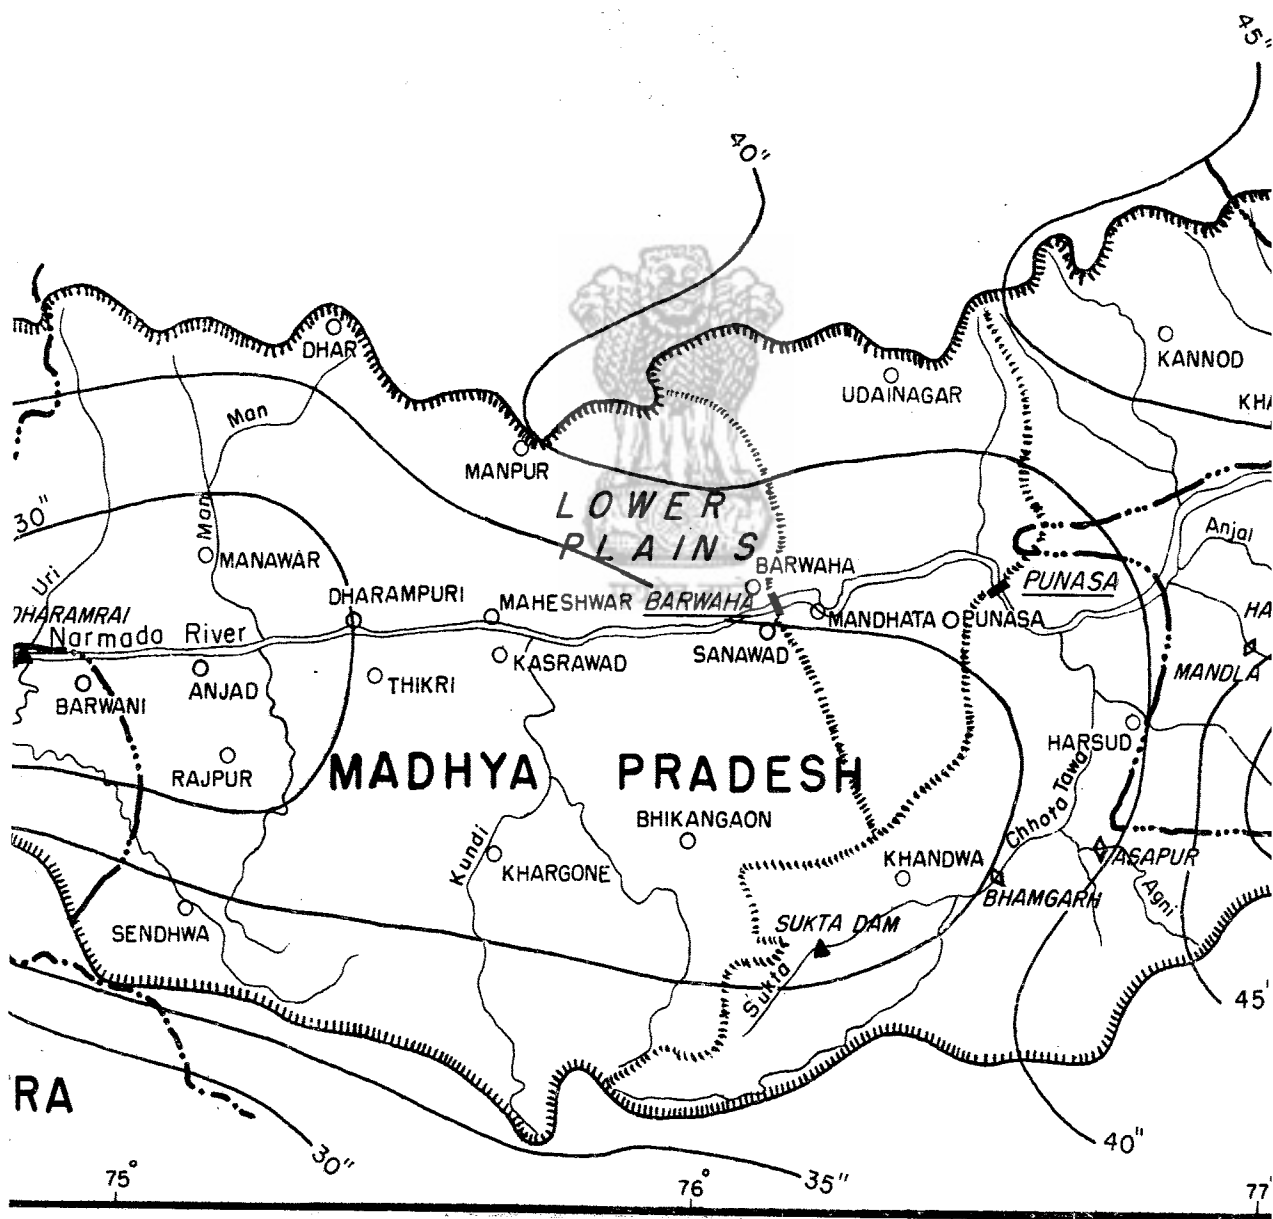 45"
40"
DHAR
KANNOD
UDAINAGAR
KHA
Man
MANPUR
LOWER
PLAINS
30"
Man
Anjal
MANAWAR
BARWAHA
Uri
PUNASA
DHARAMPURI
MAHESHWAR
BARWAHA
DHARAMRAI
MANDHATA
PUNASA
HA
Narmada River
SANAWAD
KASRAWAD
MANDLA
ANJAD
THIKRI
BARWANI
HARSUD
RAJPUR
MADHYA PRADESH
Chhota Tawa
BHIKANGAON
Kundi
KHANDWA
ASAPUR
KHARGONE
BHAMGARH
Agni
SENDHWA
SUKTA DAM
Sukta
45'
RA
40"
30"
35"
75°
76°
77